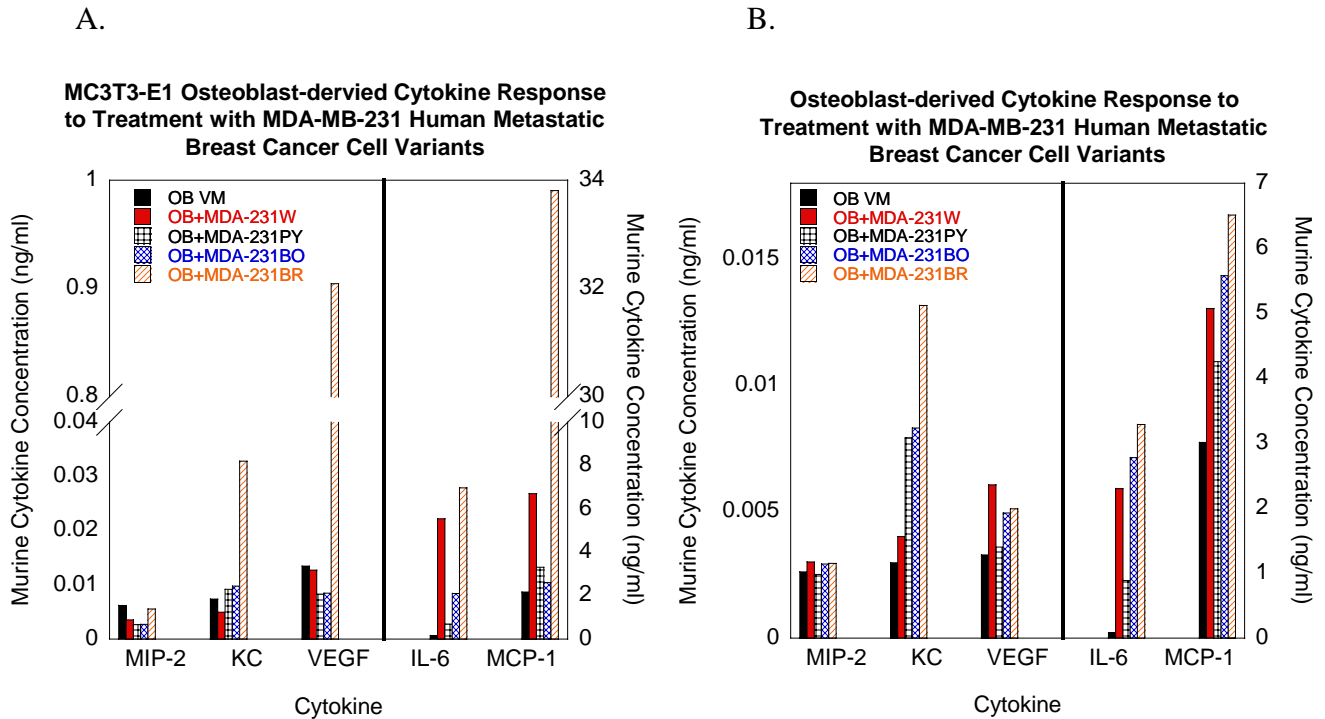 A.
MC3T3-E1 Osteoblast-dervied Cytokine Response
to Treatment with MDA-MB-231 Human Metastatic
Breast Cancer Cell Variants
Murine Cytokine Concentration (ng/ml)
1
0.9
0.8
0.04
0.03
0.02
0.01
0
OB VM
OB+MDA-231W
OB+MDA-231PY
OB+MDA-231BO
OB+MDA-231BR
34
32
30
10
8
6
4
2
0
Murine Cytokine Concentration (ng/ml)
MIP-2 KC VEGF IL-6 MCP-1
Cytokine
B.
Osteoblast-derived Cytokine Response to
Treatment with MDA-MB-231 Human Metastatic
Breast Cancer Cell Variants
Murine Cytokine Concentration (ng/ml)
0.015
0.01
0.005
0
OB VM
OB+MDA-231W
OB+MDA-231PY
OB+MDA-231BO
OB+MDA-231BR
7
6
5
4
3
2
1
0
Murine Cytokine Concentration (ng/ml)
MIP-2 KC VEGF IL-6 MCP-1
Cytokine